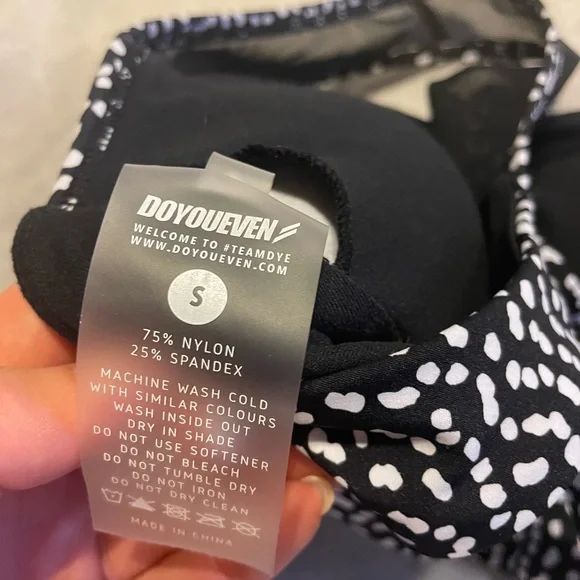 DOYOUEVEN
WELCOME TO #TEAMDYE
WWW.DOYOUEVEN.COM
S
75% NYLON
25% SPANDEX
MACHINE WASH COLD
WITH SIMILAR COLOURS
WASH INSIDE OUT
DRY IN SHADE
DO NOT USE SOFTENER
DO NOT BLEACH
DO NOT TUMBLE DRY
DO NOT IRON
DO NOT DRY CLEAN
MADE IN CHINA